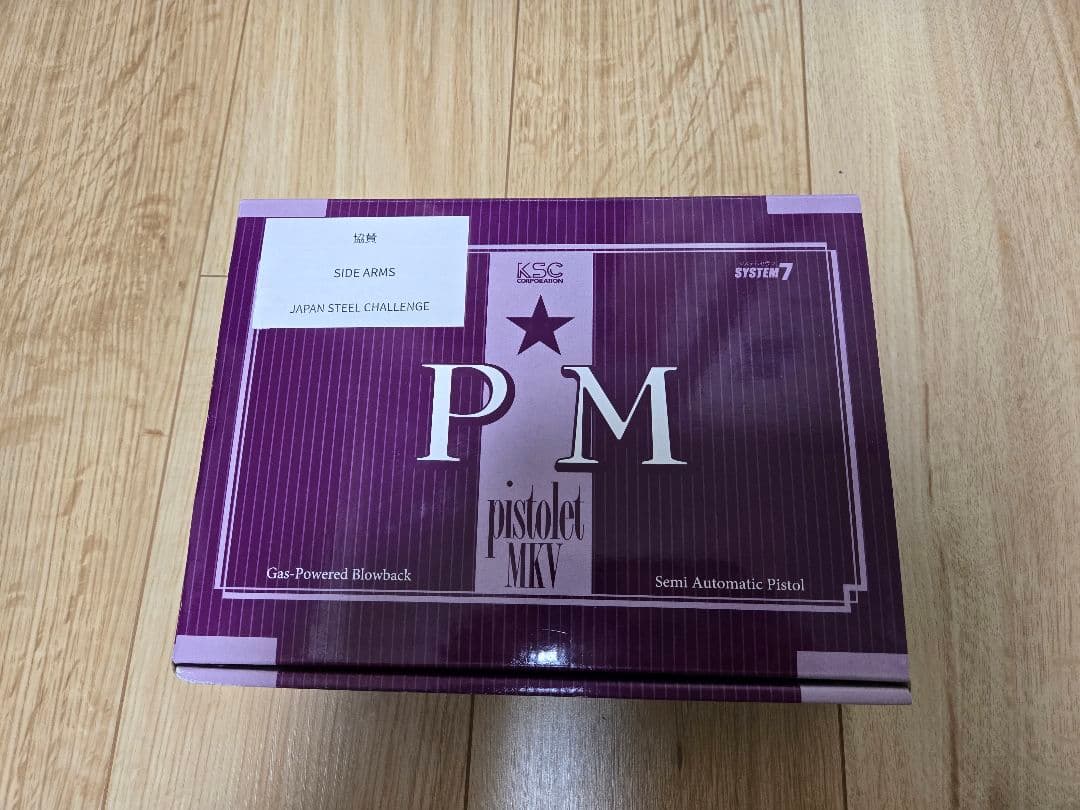 協賛
SIDE ARMS
JAPAN STEEL CHALLENGE
KSC
CORPORATION
SYSTEM7
P M
pistolet
MKV
Gas-Powered Blowback
Semi Automatic Pistol